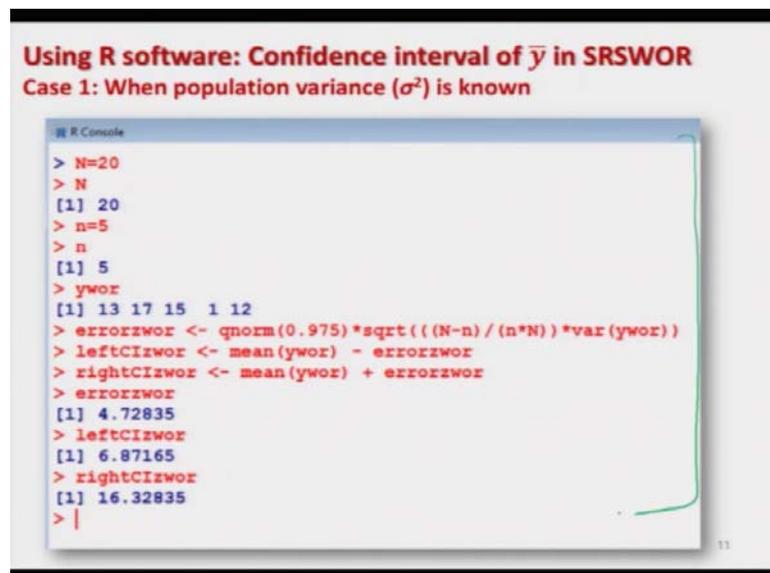 Using R software: Confidence interval of y̅ in SRSWOR
Case 1: When population variance (σ²) is known
R Console
> N=20
> N
[1] 20
> n=5
> n
[1] 5
> ywor
[1] 13 17 15  1 12
> errorzwor <- qnorm(0.975)*sqrt(((N-n)/(n*N))*var(ywor))
> leftCIzwor <- mean(ywor) - errorzwor
> rightCIzwor <- mean(ywor) + errorzwor
> errorzwor
[1] 4.72835
> leftCIzwor
[1] 6.87165
> rightCIzwor
[1] 16.32835
> |
11